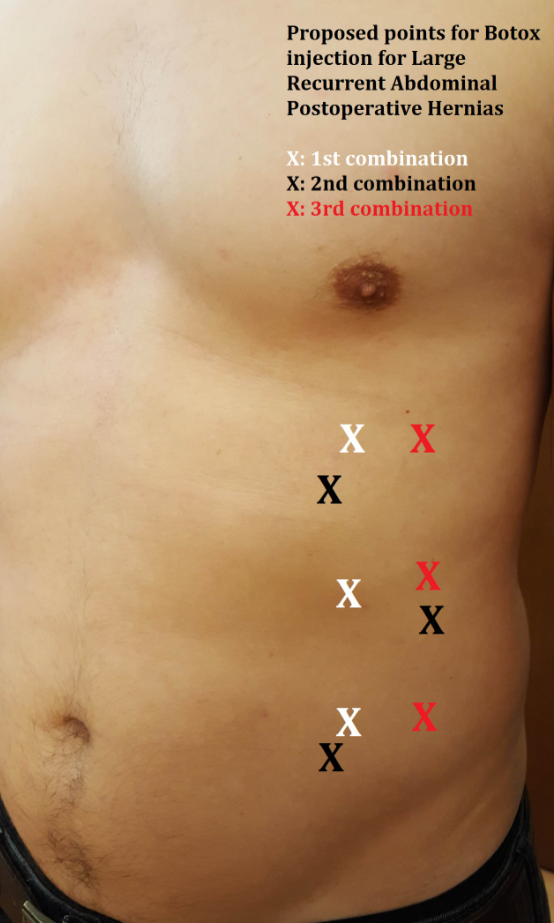 Proposed points for Botox
injection for Large
Recurrent Abdominal
Postoperative Hernias
X: 1st combination
X: 2nd combination
X: 3rd combination
X X
X
X
X
X
X
X
X